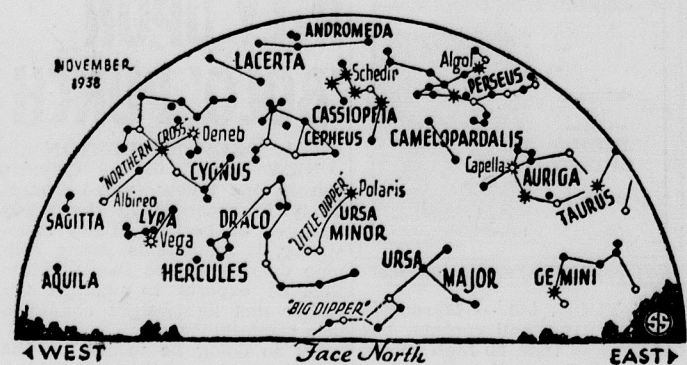 ANDROMEDA
NOVEMBER
1938
LACERTA
Schedir
Algol
PERSEUS
CASSIOPEIA
CEPHEUS
CAMELOPARDALIS
"NORTHERN CROSS"
Deneb
CYGNUS
Capella
AURIGA
TAURUS
Albireo
SAGITTA
LYRA
Vega
DRACO
"LITTLE DIPPER"
Polaris
URSA
MINOR
AQUILA
HERCULES
URSA MAJOR
GEMINI
"BIG DIPPER"
SS
WEST
Face North
EAST